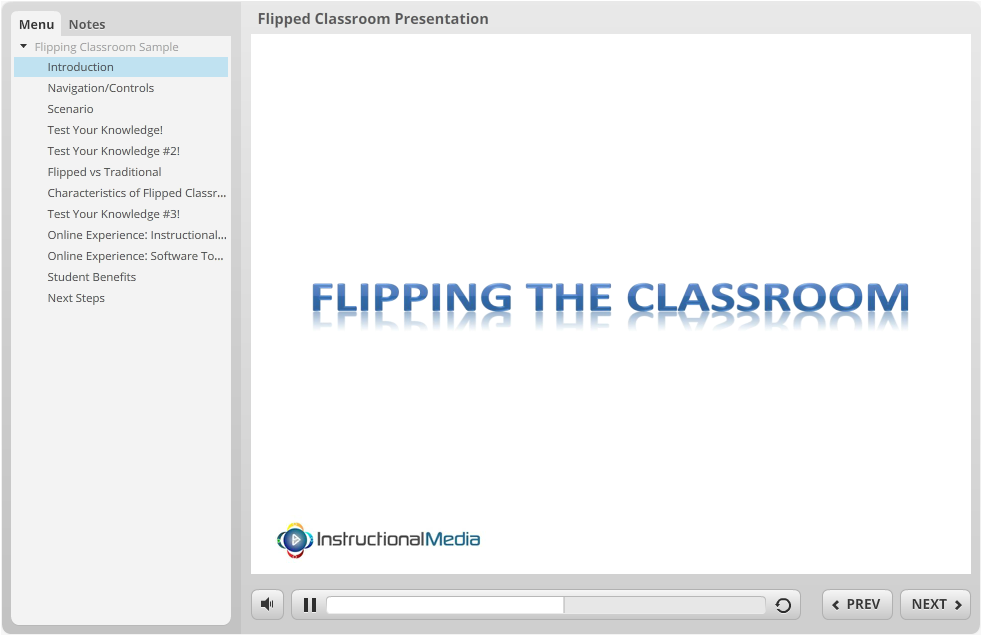 Menu Notes
Flipping Classroom Sample
Introduction
Navigation/Controls
Scenario
Test Your Knowledge!
Test Your Knowledge #2!
Flipped vs Traditional
Characteristics of Flipped Classr...
Test Your Knowledge #3!
Online Experience: Instructional...
Online Experience: Software To...
Student Benefits
Next Steps
Flipped Classroom Presentation
FLIPPING THE CLASSROOM
InstructionalMedia
PREV NEXT